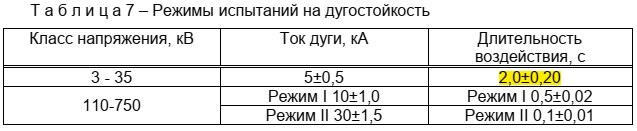 Т а б л и ц а 7 – Режимы испытаний на дугостойкость
Класс напряжения, кВ
Ток дуги, кА
Длительность
воздействия, с
3 - 35
5±0,5
2,0±0,20
110-750
Режим I 10±1,0
Режим I 0,5±0,02
Режим II 30±1,5
Режим II 0,1±0,01